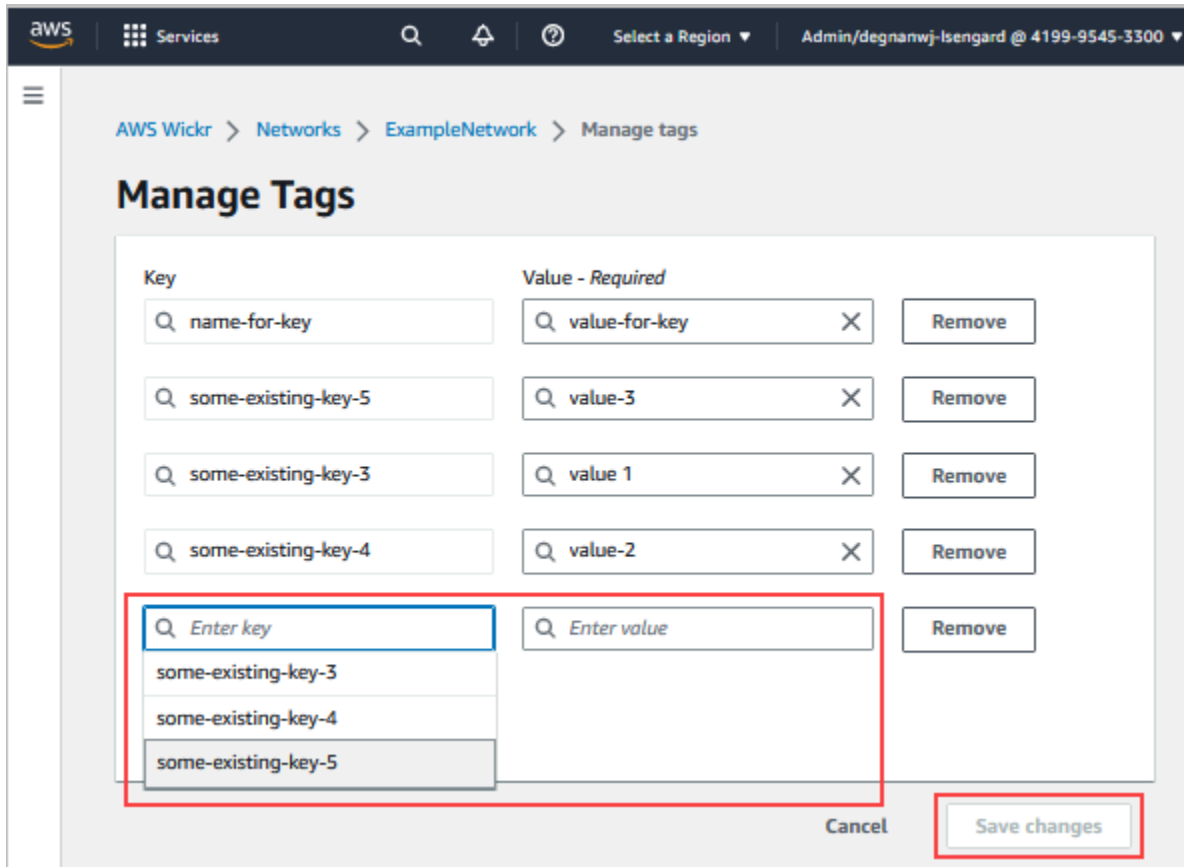 aws Services Select a Region ▼ Admin/degnanwj-Isengard @ 4199-9545-3300 ▼
AWS Wickr > Networks > ExampleNetwork > Manage tags
Manage Tags
Key Value - Required
name-for-key value-for-key Remove
some-existing-key-5 value-3 Remove
some-existing-key-3 value 1 Remove
some-existing-key-4 value-2 Remove
Enter key Enter value Remove
some-existing-key-3
some-existing-key-4
some-existing-key-5
Cancel Save changes